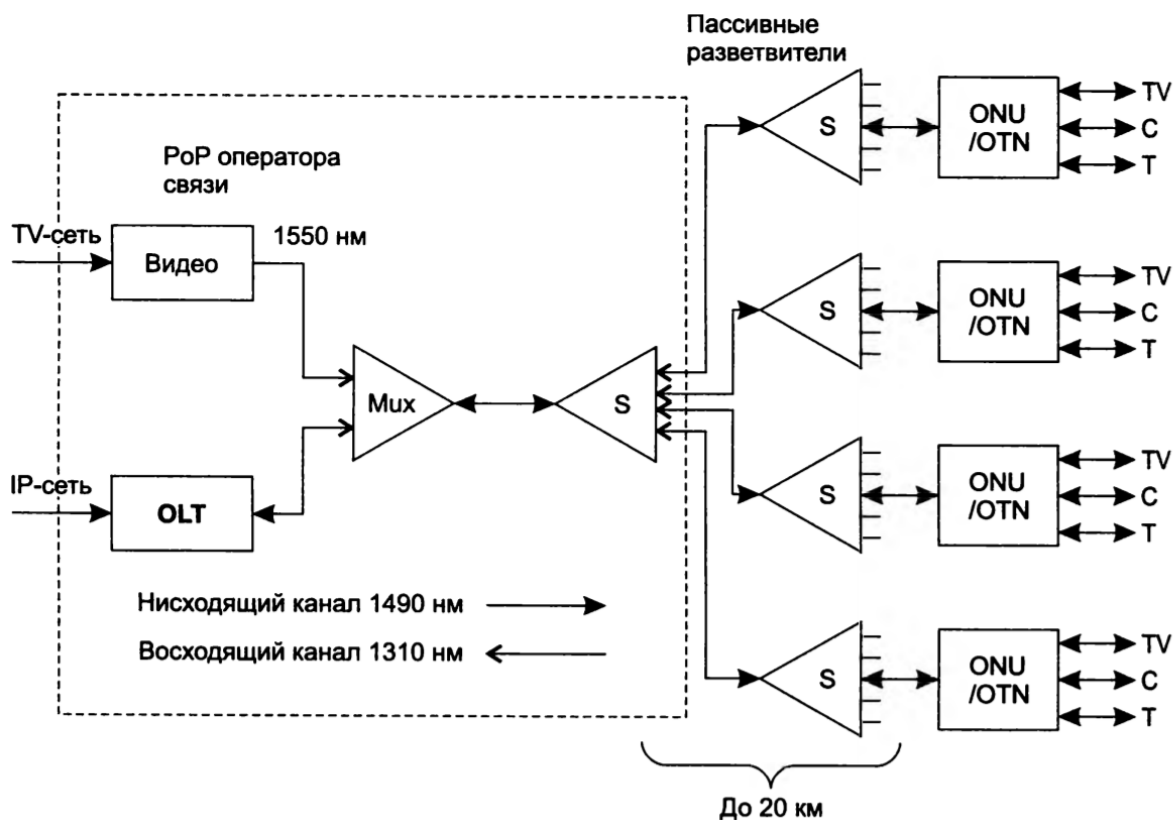 Пассивные
разветвители
PoP оператора
связи
TV-сеть
Видео
1550 нм
Mux
S
IP-сеть
OLT
Нисходящий канал 1490 нм
Восходящий канал 1310 нм
S
ONU
/OTN
TV
C
T
S
ONU
/OTN
TV
C
T
S
ONU
/OTN
TV
C
T
S
ONU
/OTN
TV
C
T
До 20 км